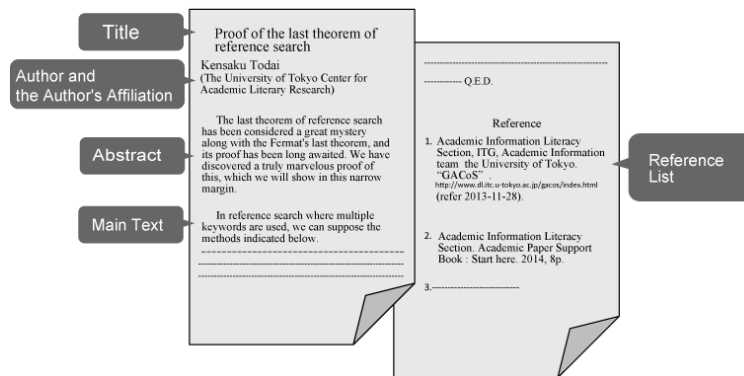 Title
Proof of the last theorem of
reference search
Author and
the Author's Affiliation
Kensaku Todai
(The University of Tokyo Center for
Academic Literary Research)
Abstract
The last theorem of reference search
has been considered a great mystery
along with the Fermat's last theorem, and
its proof has been long awaited. We have
discovered a truly marvelous proof of
this, which we will show in this narrow
margin.
Main Text
In reference search where multiple
keywords are used, we can suppose the
methods indicated below.
Q.E.D.
Reference
1. Academic Information Literacy
Section, ITG, Academic Information
team the University of Tokyo.
“GACoS” .
http://www.dl.itc.u-tokyo.ac.jp/gacos/index.html
(refer 2013-11-28).
2. Academic Information Literacy
Section. Academic Paper Support
Book : Start here. 2014, 8p.
3.
Reference
List